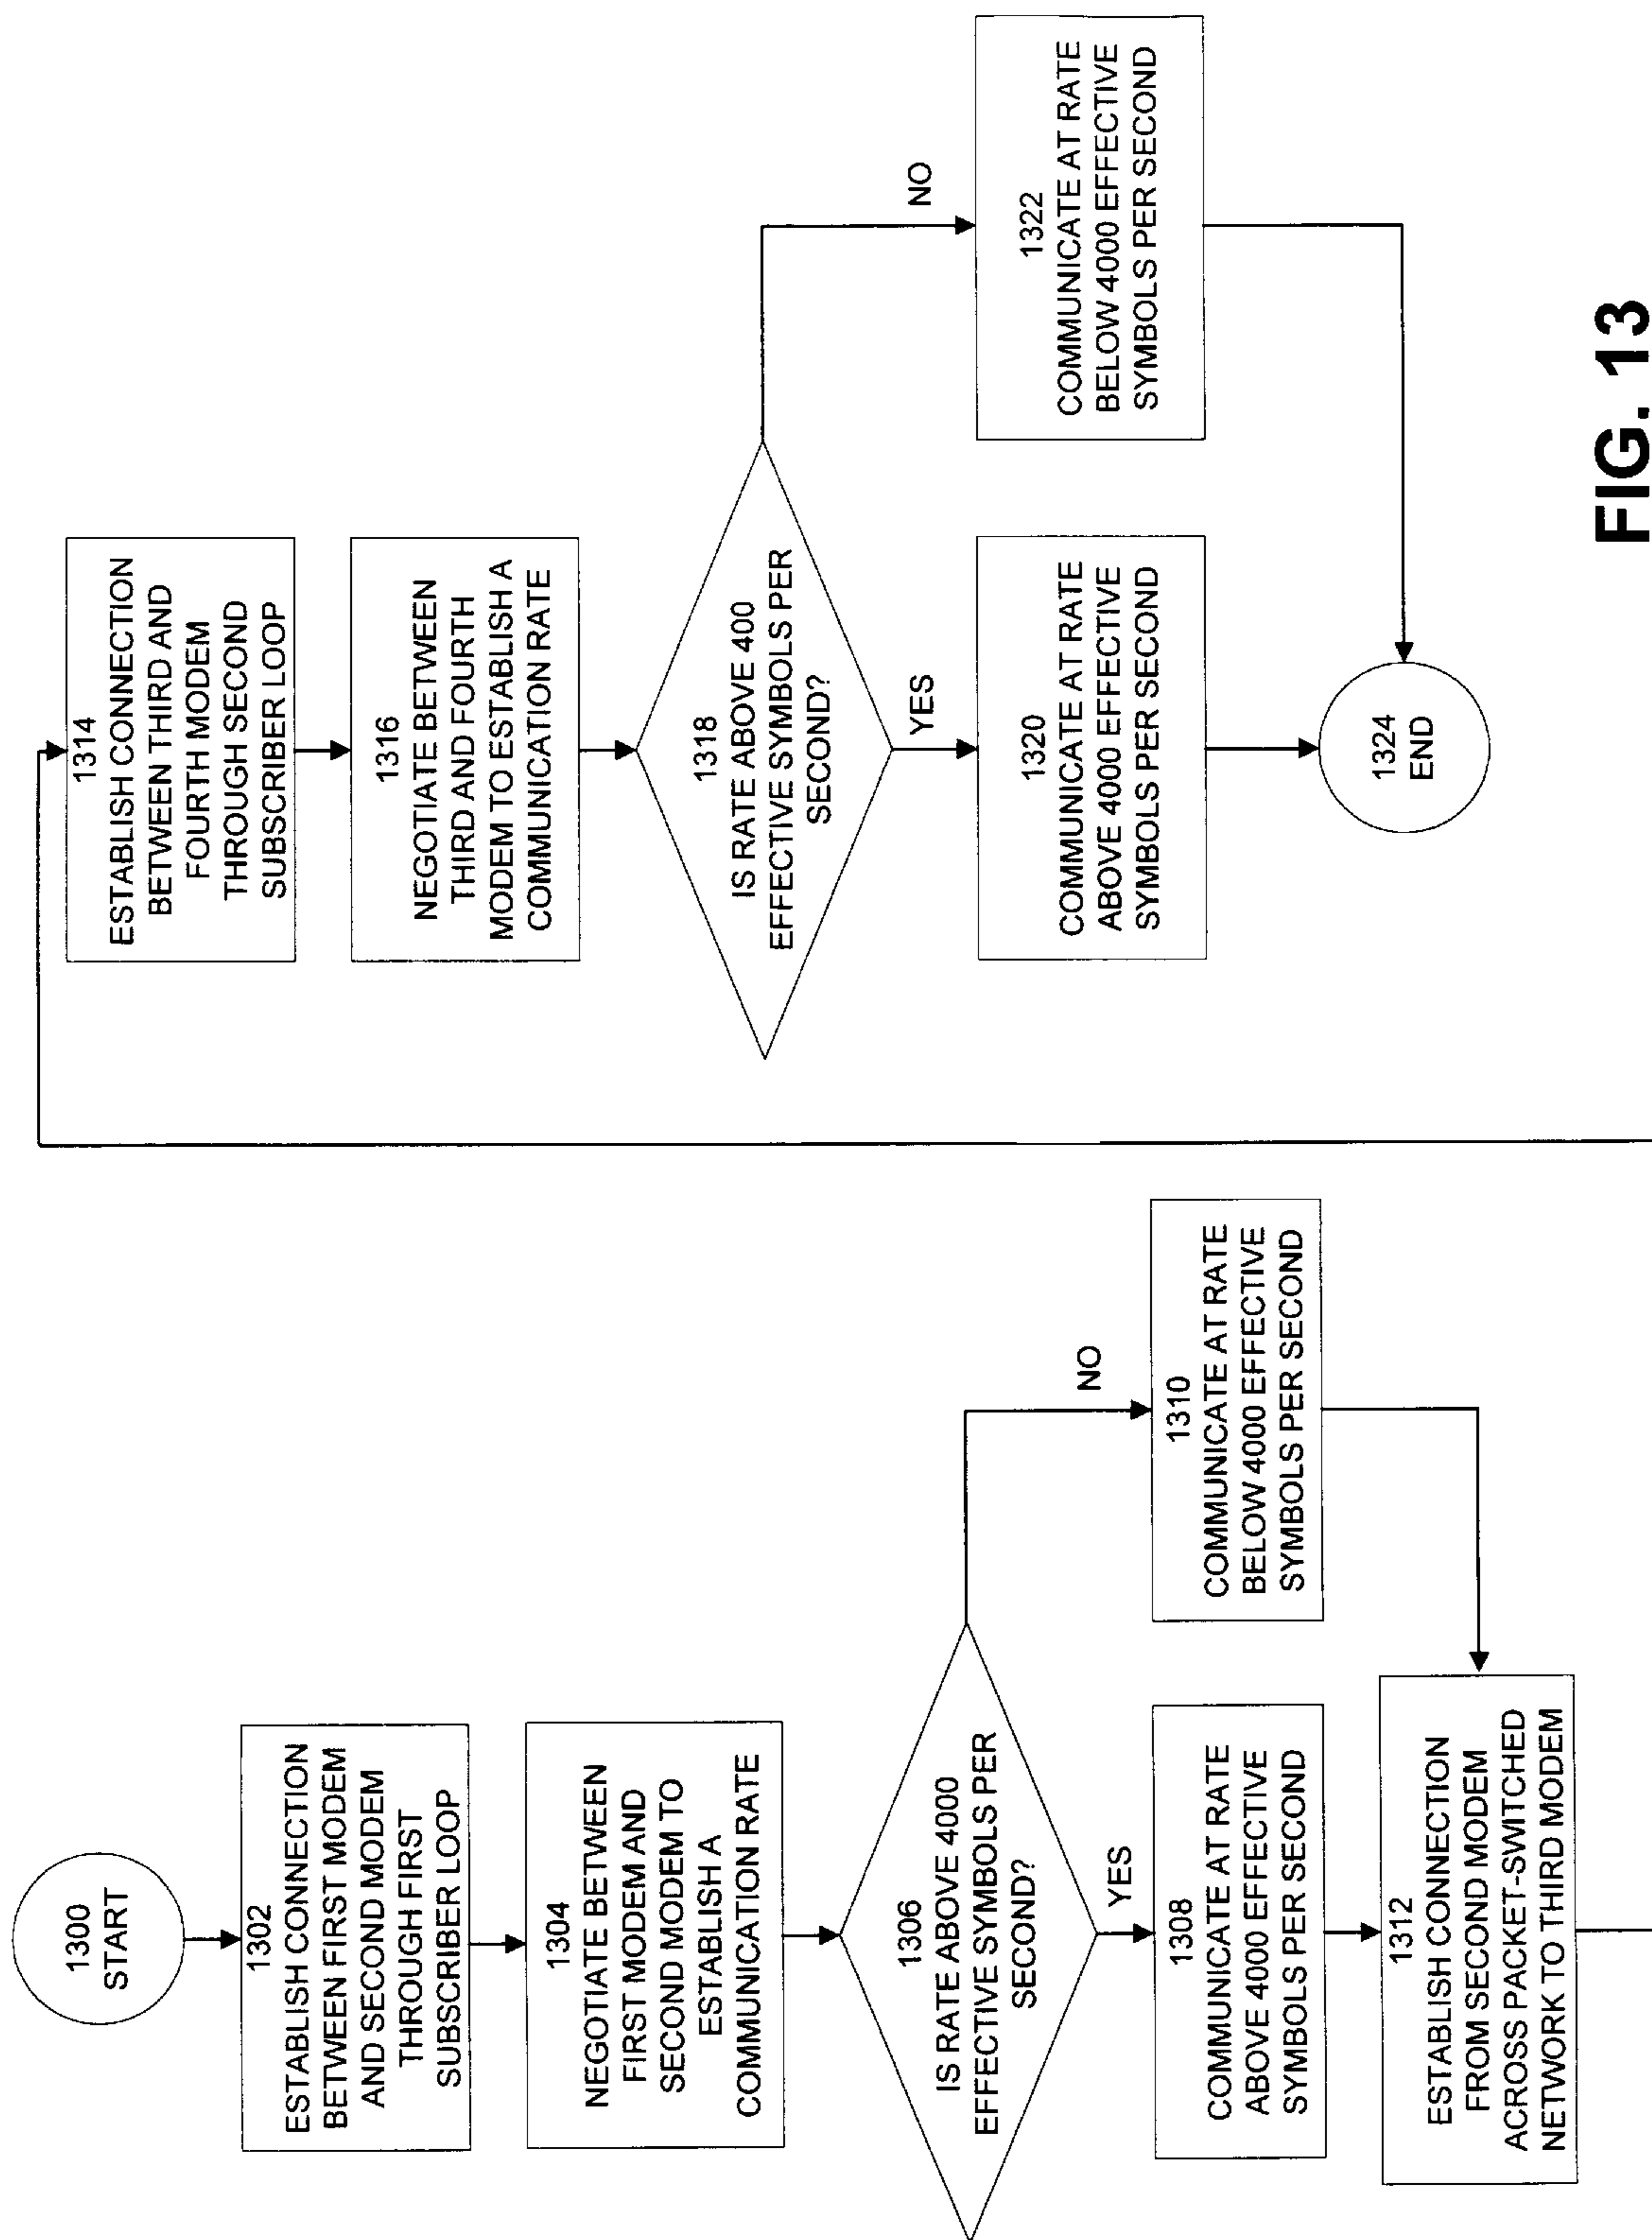 1300
START
1302
ESTABLISH CONNECTION
BETWEEN FIRST MODEM
AND SECOND MODEM
THROUGH FIRST
SUBSCRIBER LOOP
1304
NEGOTIATE BETWEEN
FIRST MODEM AND
SECOND MODEM TO
ESTABLISH A
COMMUNICATION RATE
1306
IS RATE ABOVE 4000
EFFECTIVE SYMBOLS PER
SECOND?
YES
NO
1308
COMMUNICATE AT RATE
ABOVE 4000 EFFECTIVE
SYMBOLS PER SECOND
1310
COMMUNICATE AT RATE
BELOW 4000 EFFECTIVE
SYMBOLS PER SECOND
1312
ESTABLISH CONNECTION
FROM SECOND MODEM
ACROSS PACKET-SWITCHED
NETWORK TO THIRD MODEM
1314
ESTABLISH CONNECTION
BETWEEN THIRD AND
FOURTH MODEM
THROUGH SECOND
SUBSCRIBER LOOP
1316
NEGOTIATE BETWEEN
THIRD AND FOURTH
MODEM TO ESTABLISH A
COMMUNICATION RATE
1318
IS RATE ABOVE 400
EFFECTIVE SYMBOLS PER
SECOND?
YES
NO
1320
COMMUNICATE AT RATE
ABOVE 4000 EFFECTIVE
SYMBOLS PER SECOND
1322
COMMUNICATE AT RATE
BELOW 4000 EFFECTIVE
SYMBOLS PER SECOND
1324
END
FIG. 13